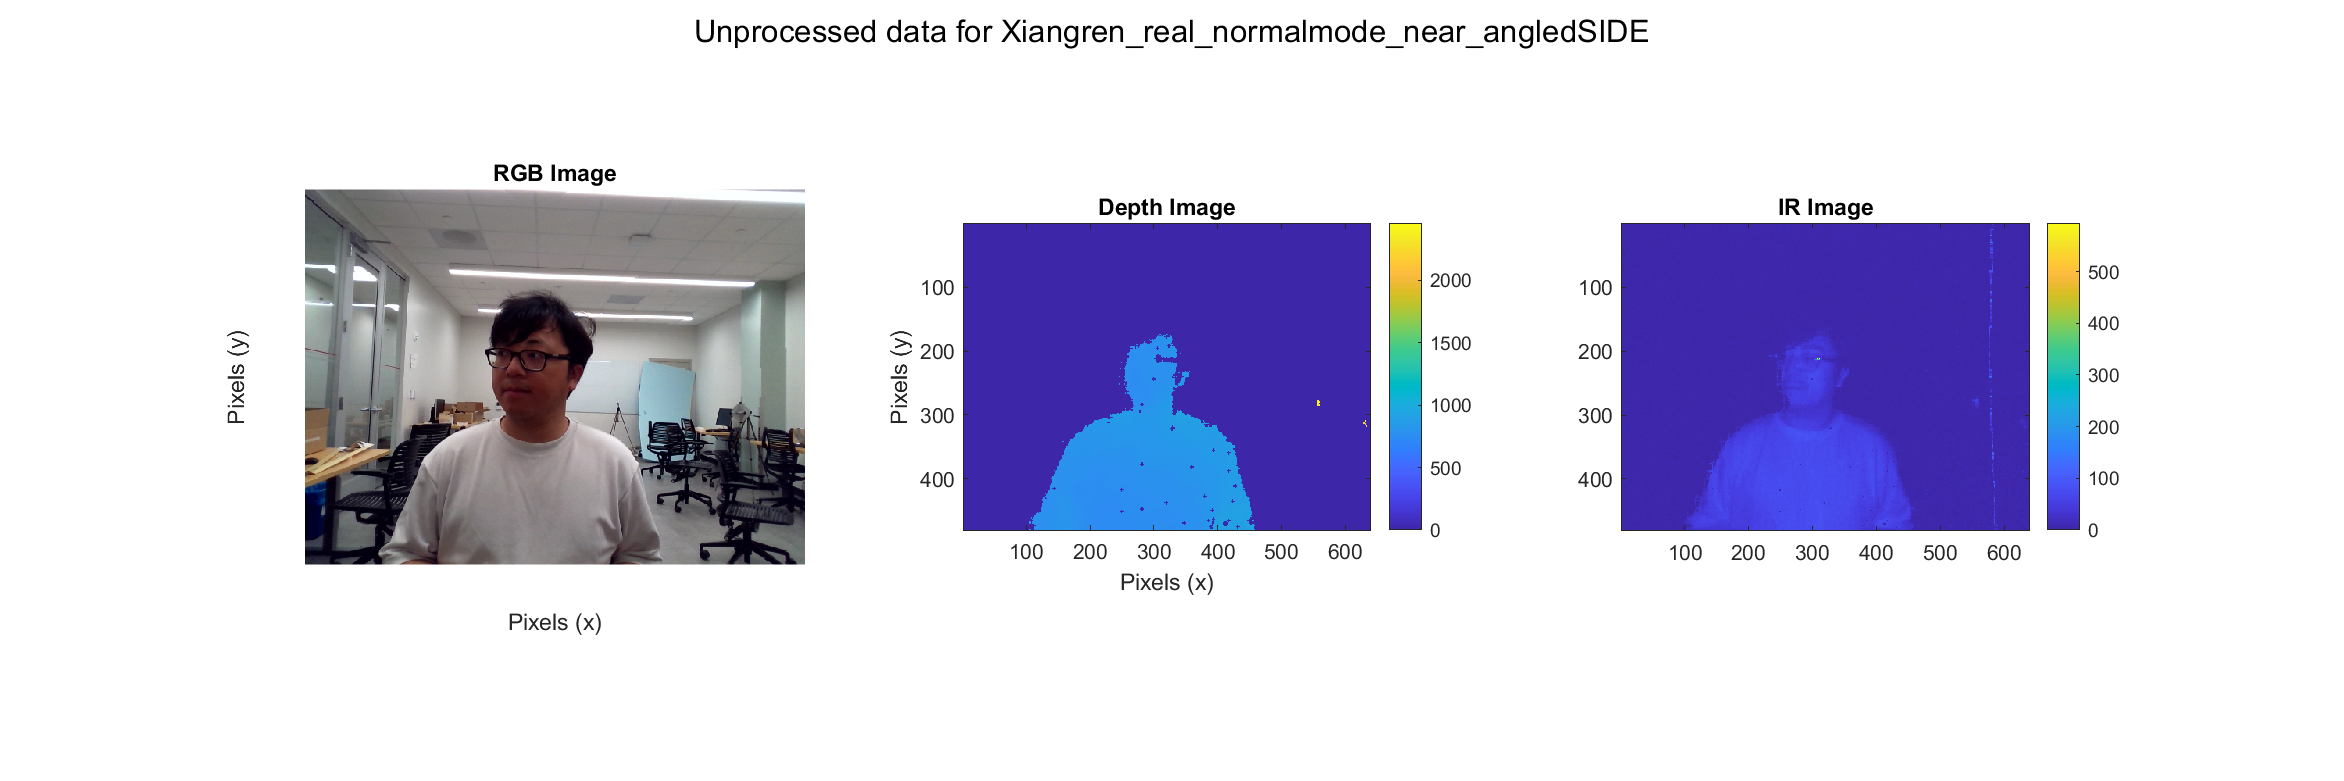 Unprocessed data for Xiangren_real_normalmode_near_angledSIDE
RGB Image
Pixels (y)
Pixels (x)
Depth Image
Pixels (y)
100
200
300
400
100 200 300 400 500 600
Pixels (x)
2000
1500
1000
500
0
IR Image
100
200
300
400
100 200 300 400 500 600
500
400
300
200
100
0